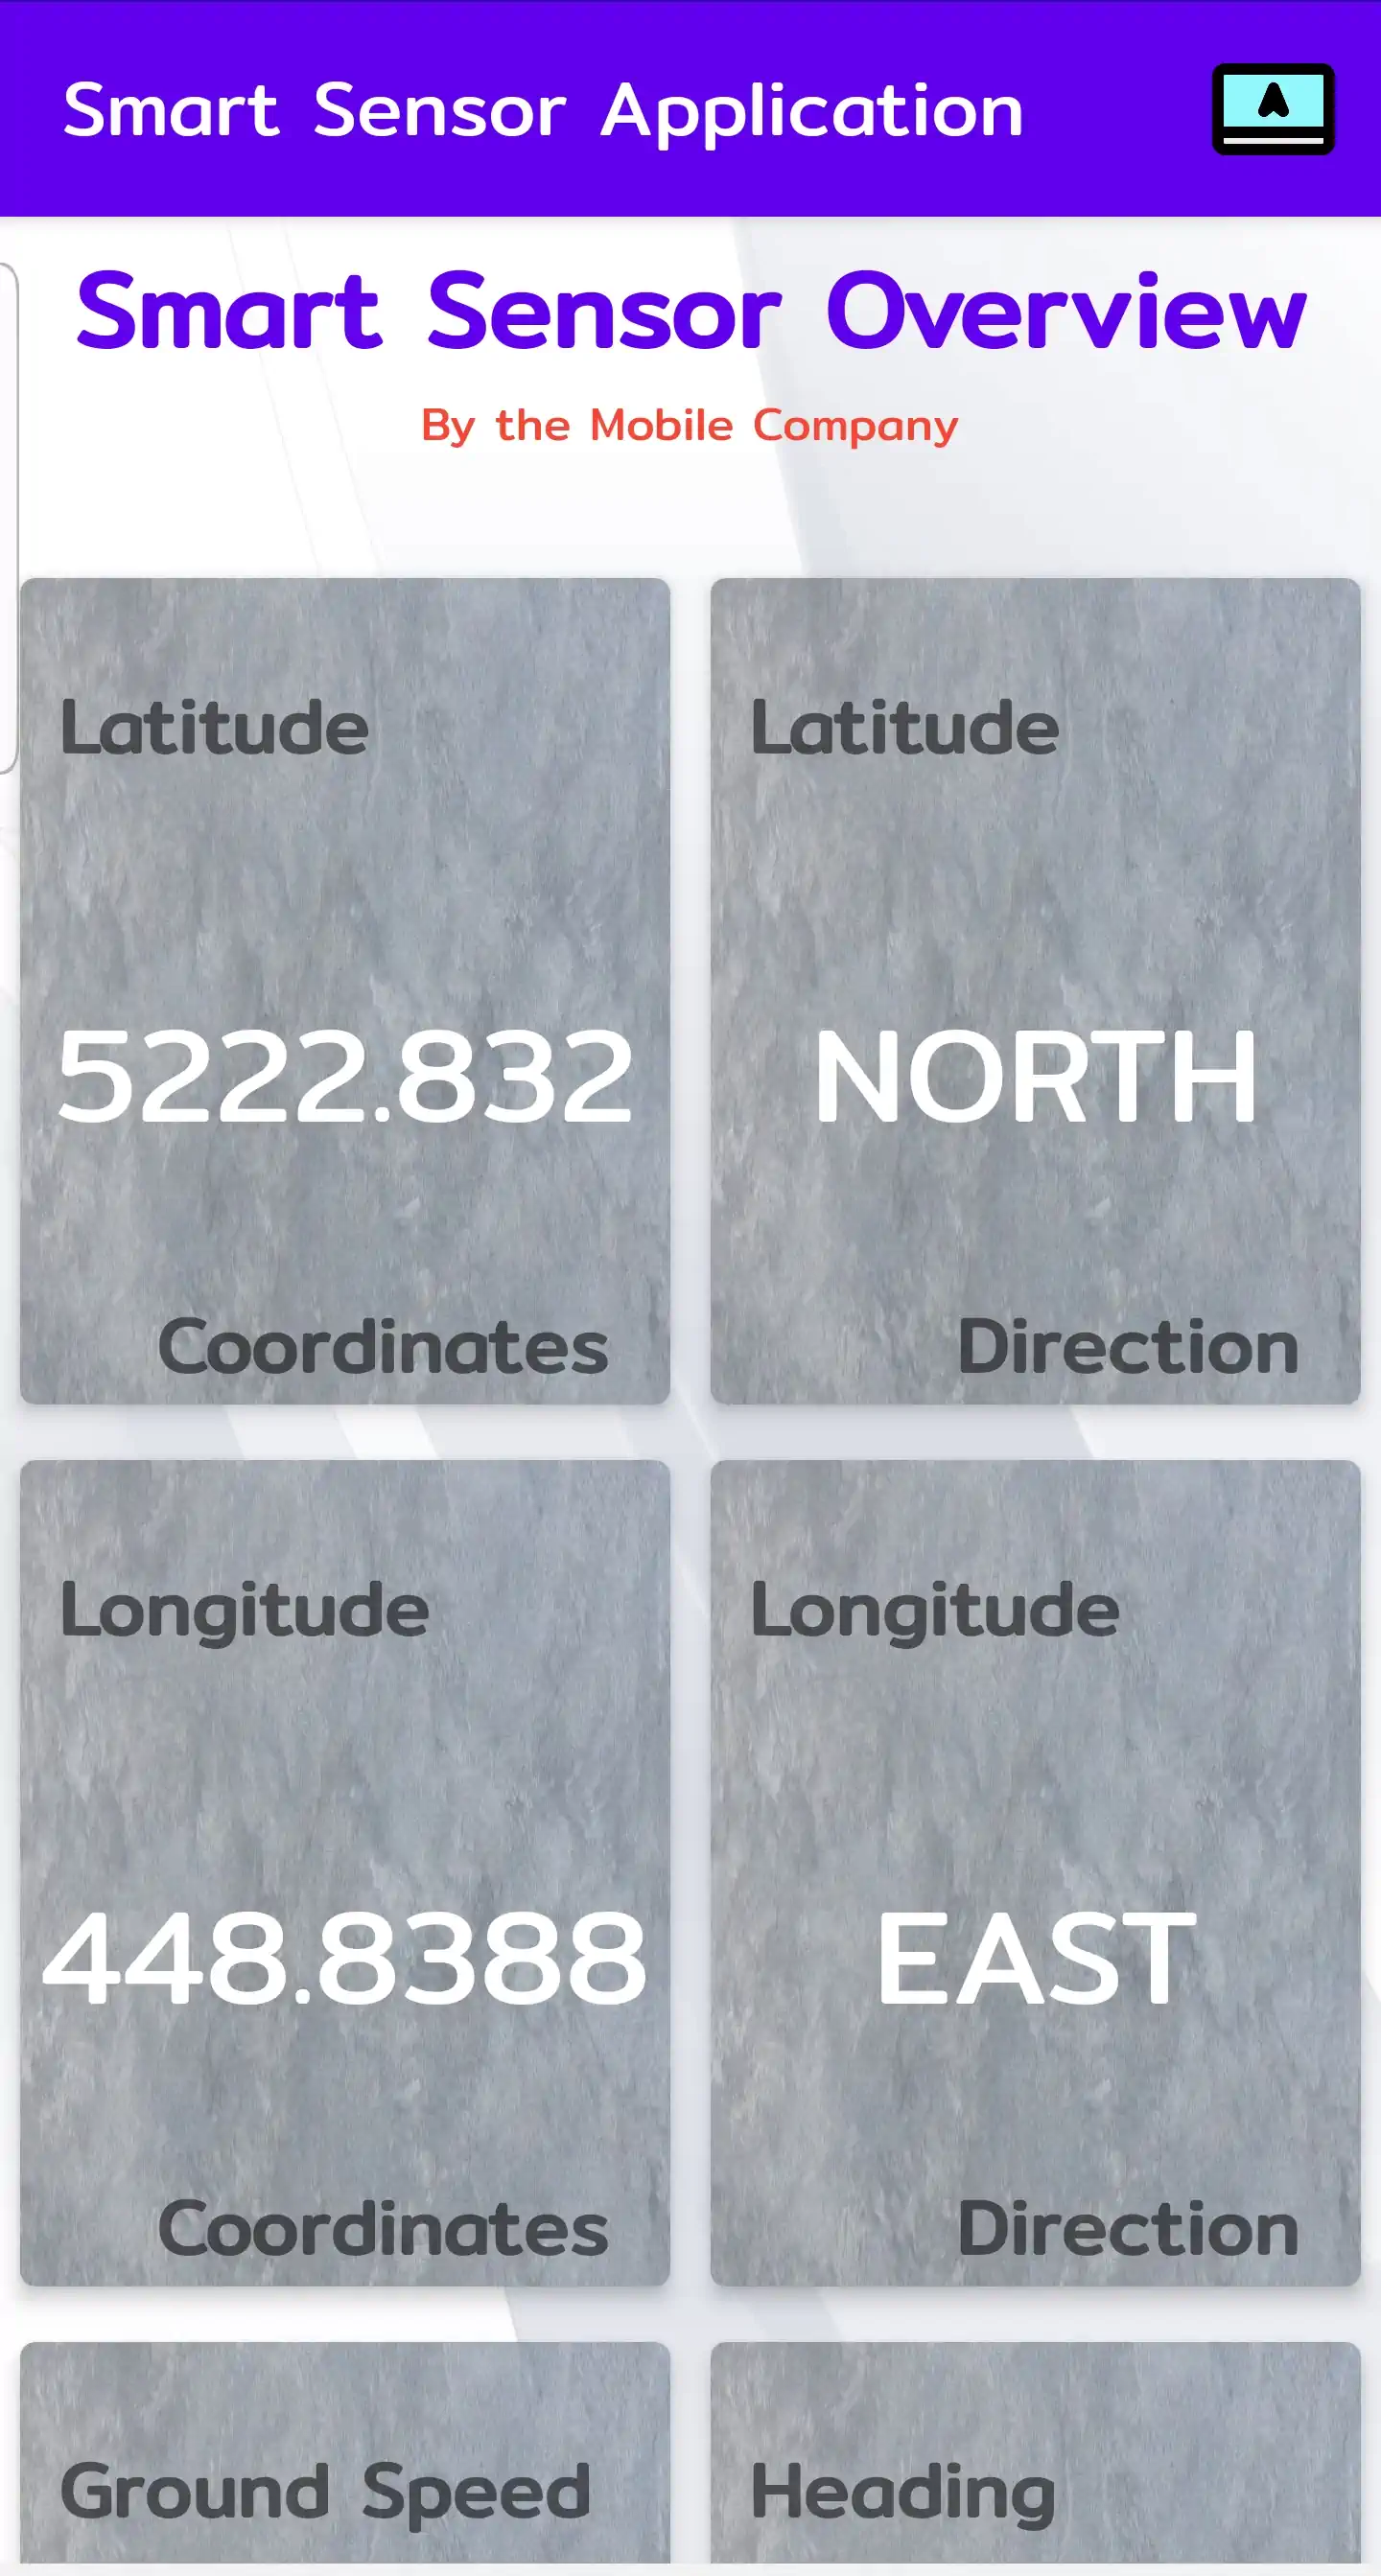 Smart Sensor Application
Smart Sensor Overview
By the Mobile Company
Latitude
5222.832
Coordinates
Latitude
NORTH
Direction
Longitude
448.8388
Coordinates
Longitude
EAST
Direction
Ground Speed
Heading